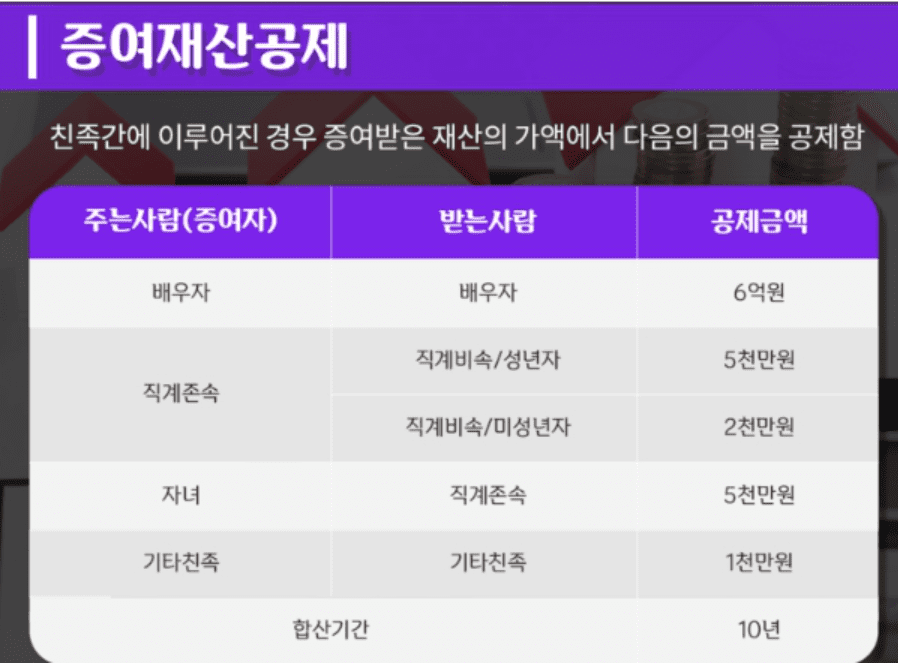 증여재산공제
친족간에 이루어진 경우 증여받은 재산의 가액에서 다음의 금액을 공제함
주는사람(증여자) 받는사람 공제금액
배우자 배우자 6억원
직계존속 직계비속/성년자 5천만원
직계비속/미성년자 2천만원
자녀 직계존속 5천만원
기타친족 기타친족 1천만원
합산기간 10년